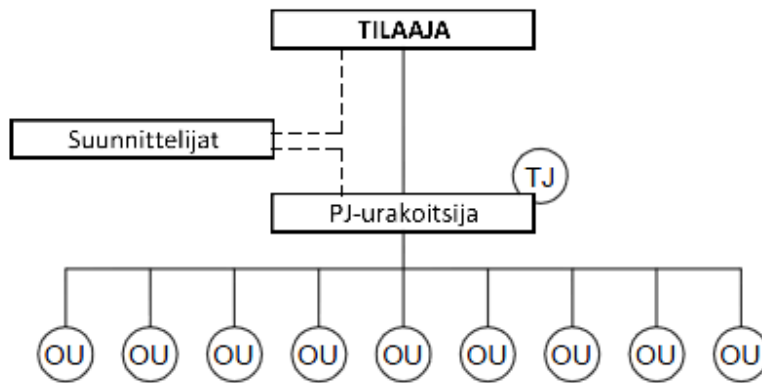 TILAAJA
Suunnittelijat
TJ
PJ-urakoitsija
OU OU OU OU OU OU OU OU OU